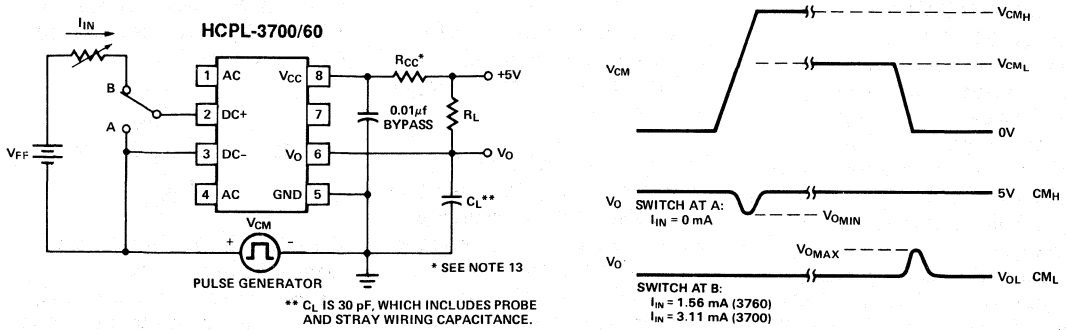 I_IN
HCPL-3700/60
R_CC*
1 AC
V_CC 8
+5V
B
0.01μf
BYPASS
R_L
2 DC+
7
A
V_FF
3 DC–
V_O 6
V_O
4 AC
GND 5
C_L**
V_CM
+
–
PULSE GENERATOR
* SEE NOTE 13
** C_L IS 30 pF, WHICH INCLUDES PROBE
AND STRAY WIRING CAPACITANCE.
V_CM_H
V_CM
V_CM_L
0V
V_O
SWITCH AT A:
I_IN = 0 mA
5V CM_H
V_OMIN
V_OMAX
V_O
V_OL CM_L
SWITCH AT B:
I_IN = 1.56 mA (3760)
I_IN = 3.11 mA (3700)